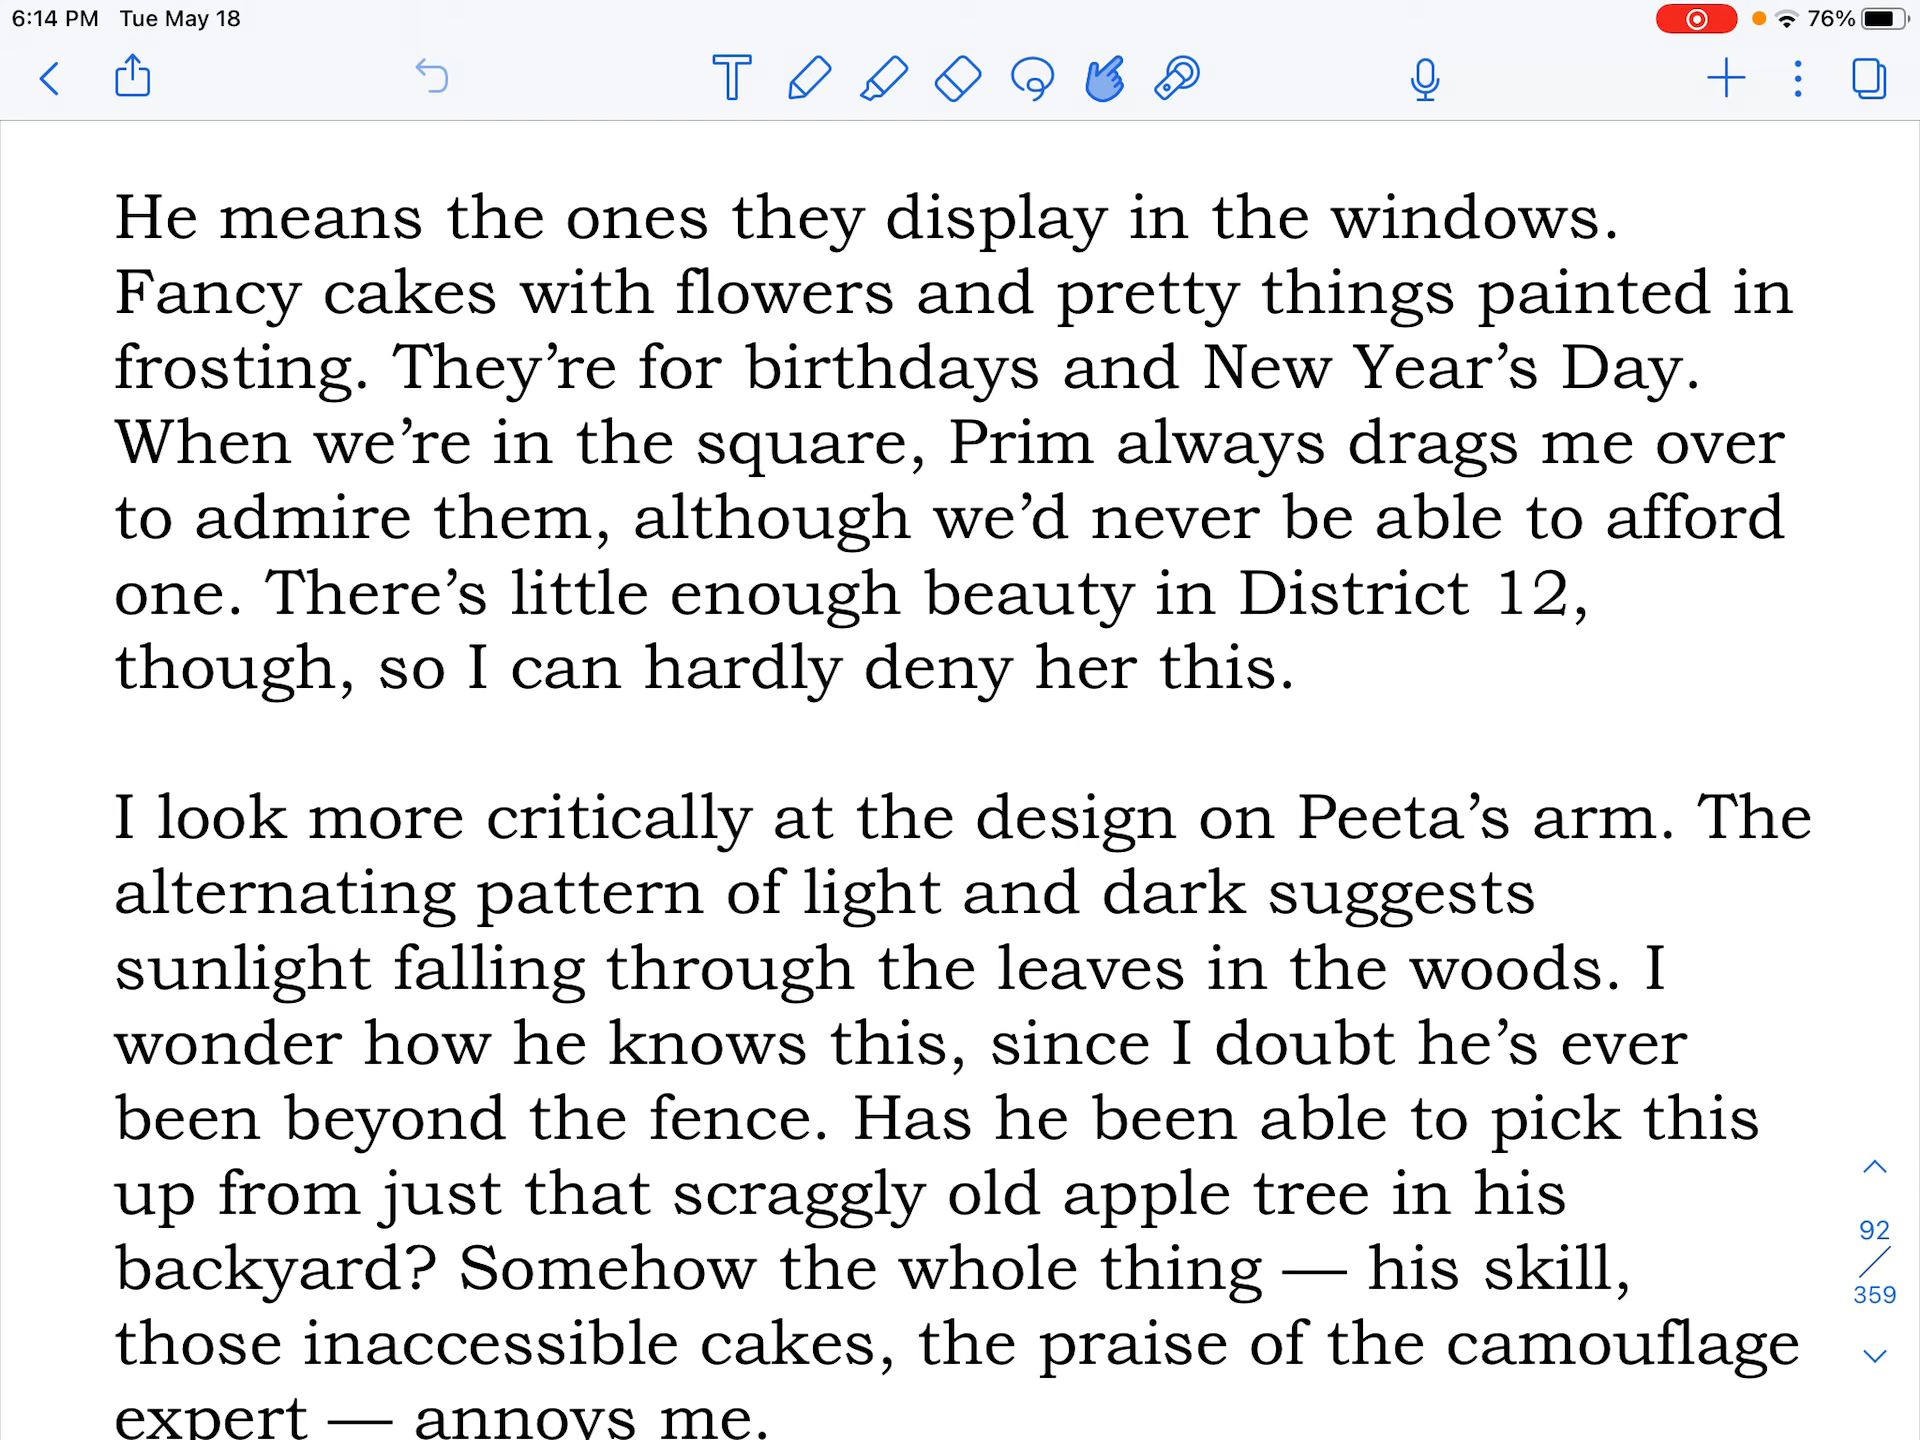 6:14 PM Tue May 18
76%
He means the ones they display in the windows.
Fancy cakes with flowers and pretty things painted in
frosting. They’re for birthdays and New Year’s Day.
When we’re in the square, Prim always drags me over
to admire them, although we’d never be able to afford
one. There’s little enough beauty in District 12,
though, so I can hardly deny her this.
I look more critically at the design on Peeta’s arm. The
alternating pattern of light and dark suggests
sunlight falling through the leaves in the woods. I
wonder how he knows this, since I doubt he’s ever
been beyond the fence. Has he been able to pick this
up from just that scraggly old apple tree in his
backyard? Somehow the whole thing — his skill,
those inaccessible cakes, the praise of the camouflage
expert — annoys me.
92
/
359